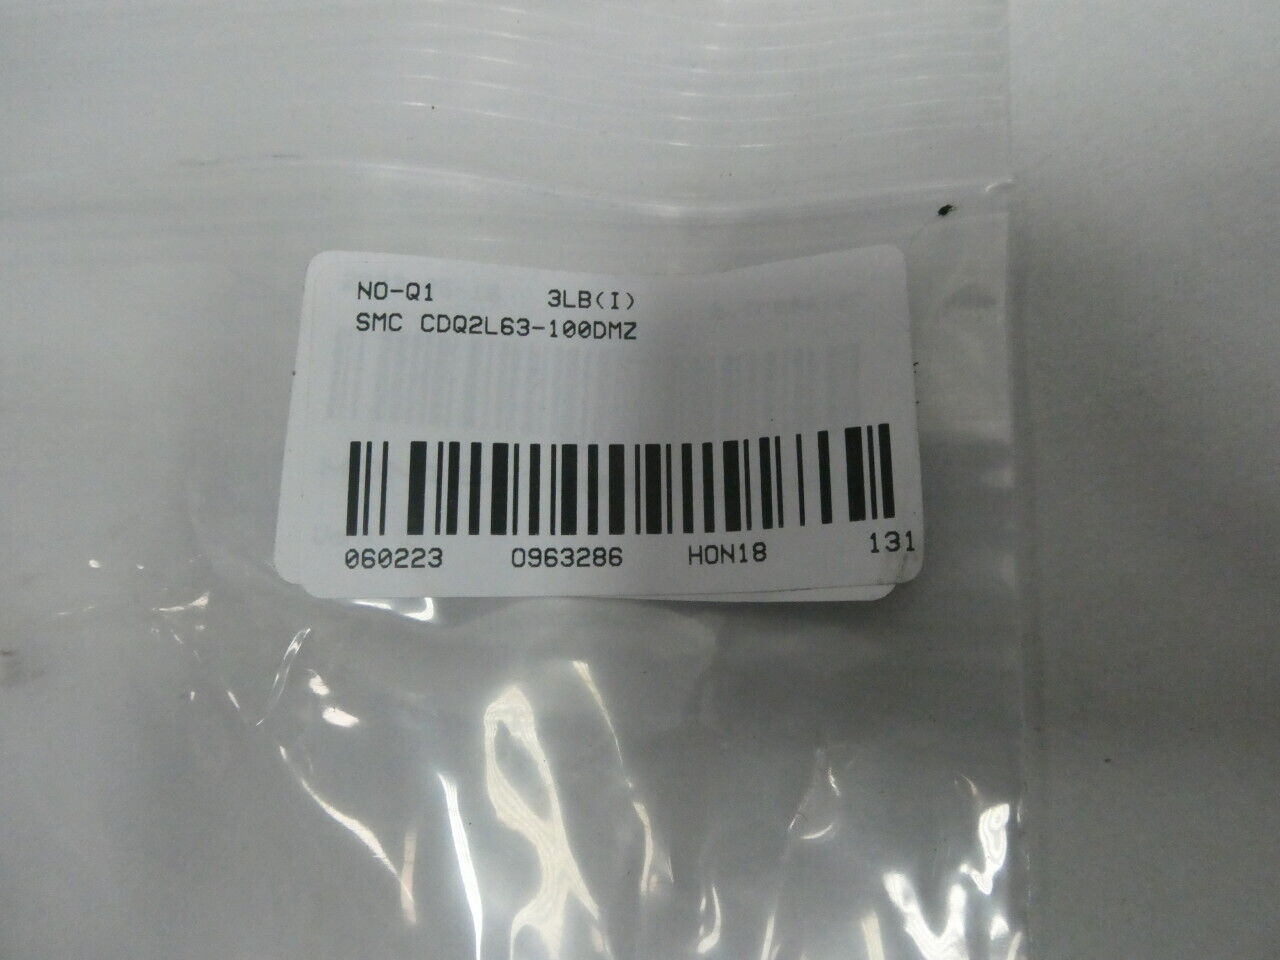 NO-Q1 3LB(I)
SMC CDQ2L63-100DMZ
060223 0963286 HON18 131